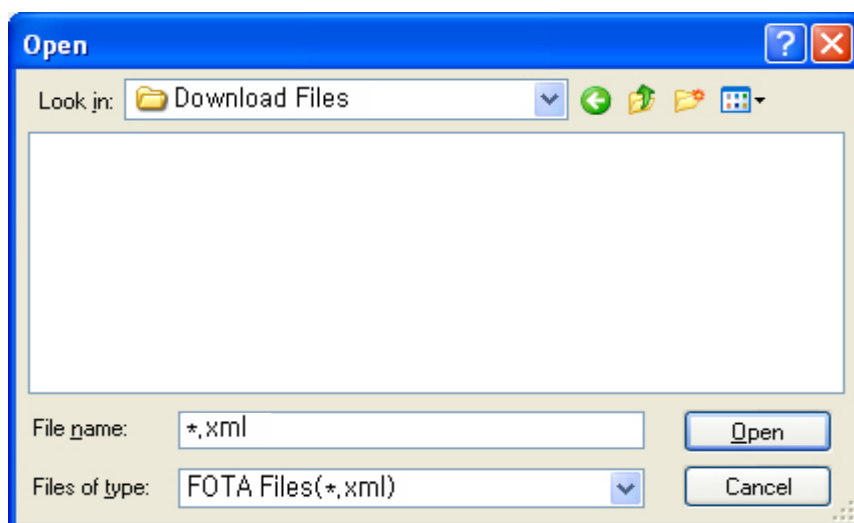 Open
Look in: Download Files
File name: *.xml Open
Files of type: FOTA Files(*.xml) Cancel